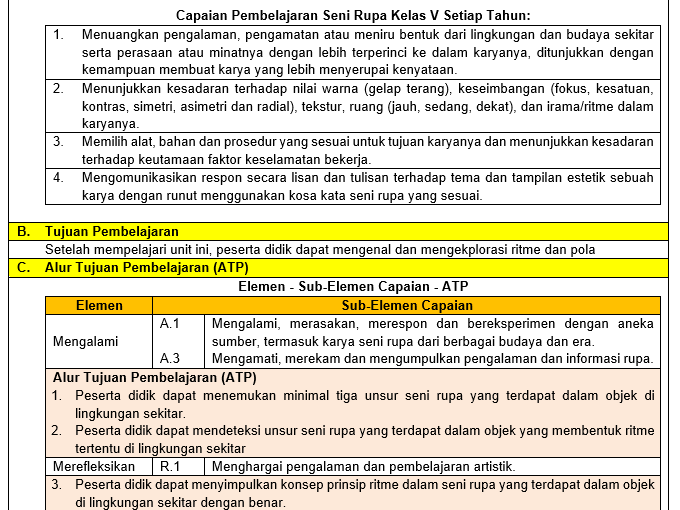 Capaian Pembelajaran Seni Rupa Kelas V Setiap Tahun:
1. Menuangkan pengalaman, pengamatan atau meniru bentuk dari lingkungan dan budaya sekitar
serta perasaan atau minatnya dengan lebih terperinci ke dalam karyanya, ditunjukkan dengan
kemampuan membuat karya yang lebih menyerupai kenyataan.
2. Menunjukkan kesadaran terhadap nilai warna (gelap terang), keseimbangan (fokus, kesatuan,
kontras, simetri, asimetri dan radial), tekstur, ruang (jauh, sedang, dekat), dan irama/ritme dalam
karyanya.
3. Memilih alat, bahan dan prosedur yang sesuai untuk tujuan karyanya dan menunjukkan kesadaran
terhadap keutamaan faktor keselamatan bekerja.
4. Mengomunikasikan respon secara lisan dan tulisan terhadap tema dan tampilan estetik sebuah
karya dengan runut menggunakan kosa kata seni rupa yang sesuai.
B. Tujuan Pembelajaran
Setelah mempelajari unit ini, peserta didik dapat mengenal dan mengekplorasi ritme dan pola
C. Alur Tujuan Pembelajaran (ATP)
Elemen - Sub-Elemen Capaian - ATP
Elemen Sub-Elemen Capaian
Mengalami
A.1 Mengalami, merasakan, merespon dan bereksperimen dengan aneka
sumber, termasuk karya seni rupa dari berbagai budaya dan era.
A.3 Mengamati, merekam dan mengumpulkan pengalaman dan informasi rupa.
Alur Tujuan Pembelajaran (ATP)
1. Peserta didik dapat menemukan minimal tiga unsur seni rupa yang terdapat dalam objek di
lingkungan sekitar.
2. Peserta didik dapat mendeteksi unsur seni rupa yang terdapat dalam objek yang membentuk ritme
tertentu di lingkungan sekitar
Merefleksikan R.1 Menghargai pengalaman dan pembelajaran artistik.
3. Peserta didik dapat menyimpulkan konsep prinsip ritme dalam seni rupa yang terdapat dalam objek
di lingkungan sekitar dengan benar.